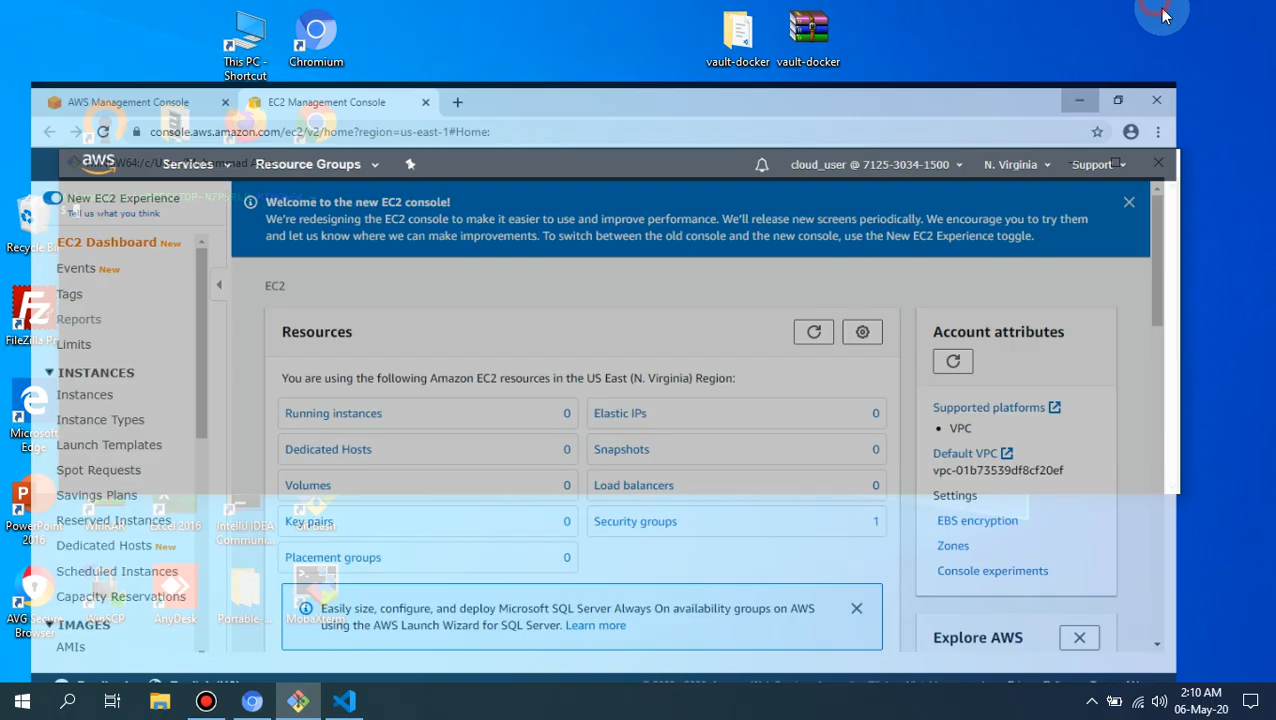 This PC -
Shortcut
Chromium
vault-docker
vault-docker
AWS Management Console
EC2 Management Console
console.aws.amazon.com/ec2/v2/home?region=us-east-1#Home:
aws
Services
Resource Groups
cloud_user @ 7125-3034-1500
N. Virginia
Support
New EC2 Experience
Tell us what you think
EC2 Dashboard New
Events New
Tags
Reports
Limits
INSTANCES
Instances
Instance Types
Launch Templates
Spot Requests
Savings Plans
Reserved Instances
Dedicated Hosts New
Scheduled Instances
Capacity Reservations
IMAGES
AMIs
Welcome to the new EC2 console!
We're redesigning the EC2 console to make it easier to use and improve performance. We'll release new screens periodically. We encourage you to try them
and let us know where we can make improvements. To switch between the old console and the new console, use the New EC2 Experience toggle.
EC2
Resources
You are using the following Amazon EC2 resources in the US East (N. Virginia) Region:
Running instances 0
Elastic IPs 0
Dedicated Hosts 0
Snapshots 0
Volumes 0
Load balancers 0
Key pairs 0
Security groups 1
Placement groups 0
Easily size, configure, and deploy Microsoft SQL Server Always On availability groups on AWS
using the AWS Launch Wizard for SQL Server. Learn more
Account attributes
Supported platforms
VPC
Default VPC
vpc-01b73539df8cf20ef
Settings
EBS encryption
Zones
Console experiments
Explore AWS
Recycle Bin
FileZilla
Microsoft
Edge
PowerPoint
2016
WinRAR
Excel 2016
IntelliJ IDEA
Git Bash
AVG Secure
Browser
WinSCP
AnyDesk
Portable-...
MobaXterm
2:10 AM
06-May-20